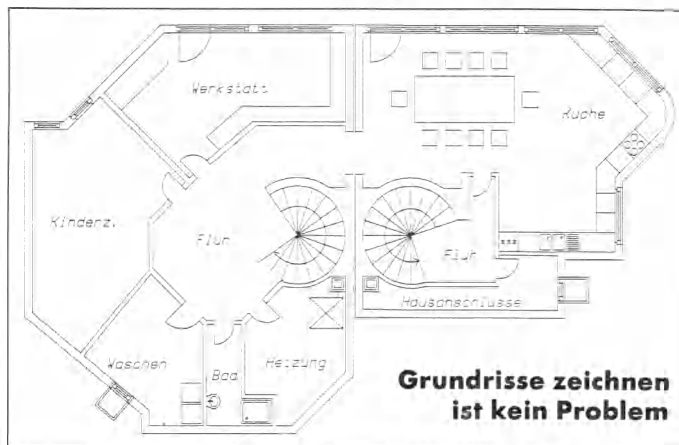 Werkstatt
Küche
Kinderz.
Flur
Flur
Hausanschlüsse
Waschen
Bad
Heizung
Grundrisse zeichnen
ist kein Problem